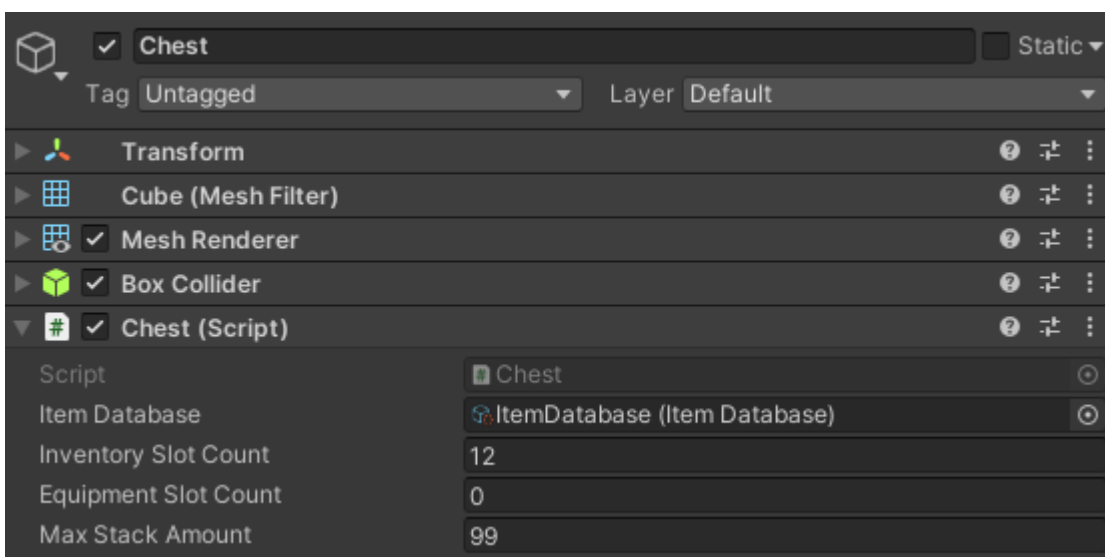 Chest Static
Tag Untagged Layer Default
Transform
Cube (Mesh Filter)
Mesh Renderer
Box Collider
# Chest (Script)
Script # Chest
Item Database ItemDatabase (Item Database)
Inventory Slot Count 12
Equipment Slot Count 0
Max Stack Amount 99